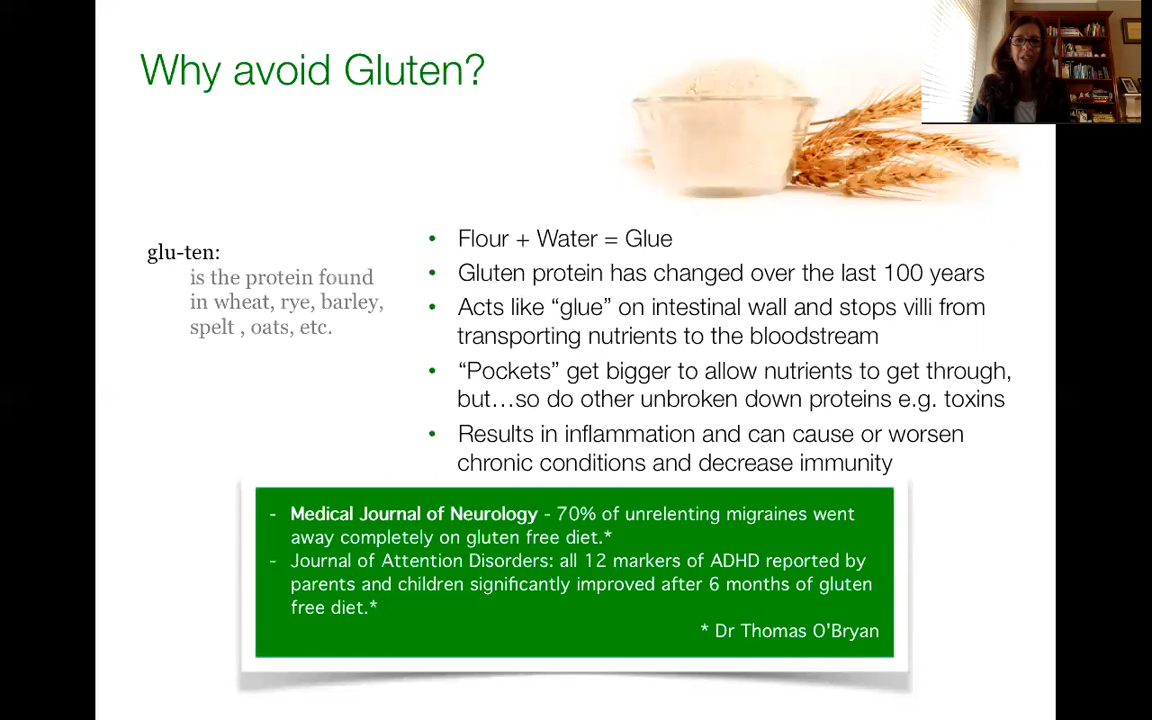 Why avoid Gluten?
glu-ten:
is the protein found
in wheat, rye, barley,
spelt , oats, etc.
• Flour + Water = Glue
• Gluten protein has changed over the last 100 years
• Acts like “glue” on intestinal wall and stops villi from
transporting nutrients to the bloodstream
• “Pockets” get bigger to allow nutrients to get through,
but…so do other unbroken down proteins e.g. toxins
• Results in inflammation and can cause or worsen
chronic conditions and decrease immunity
- Medical Journal of Neurology - 70% of unrelenting migraines went
away completely on gluten free diet.*
- Journal of Attention Disorders: all 12 markers of ADHD reported by
parents and children significantly improved after 6 months of gluten
free diet.*
* Dr Thomas O'Bryan